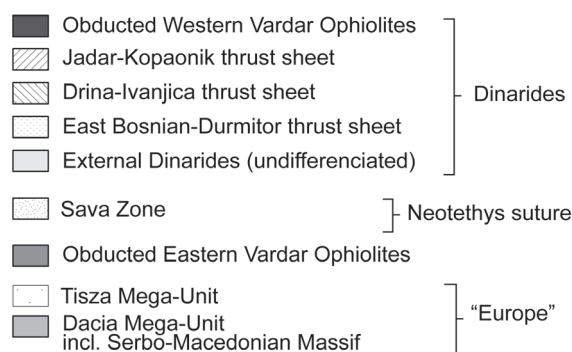 Obducted Western Vardar Ophiolites
Jadar-Kopaonik thrust sheet
Drina-Ivanjica thrust sheet
East Bosnian-Durmitor thrust sheet
External Dinarides (undifferenciated)
Dinarides
Sava Zone
Neotethys suture
Obducted Eastern Vardar Ophiolites
Tisza Mega-Unit
Dacia Mega-Unit
incl. Serbo-Macedonian Massif
“Europe”